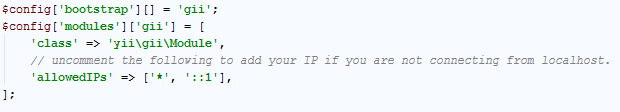 $config['bootstrap'][] = 'gii';
$config['modules']['gii'] = [
    'class' => 'yii\gii\Module',
    // uncomment the following to add your IP if you are not connecting from localhost.
    'allowedIPs' => ['*', '::1'],
];